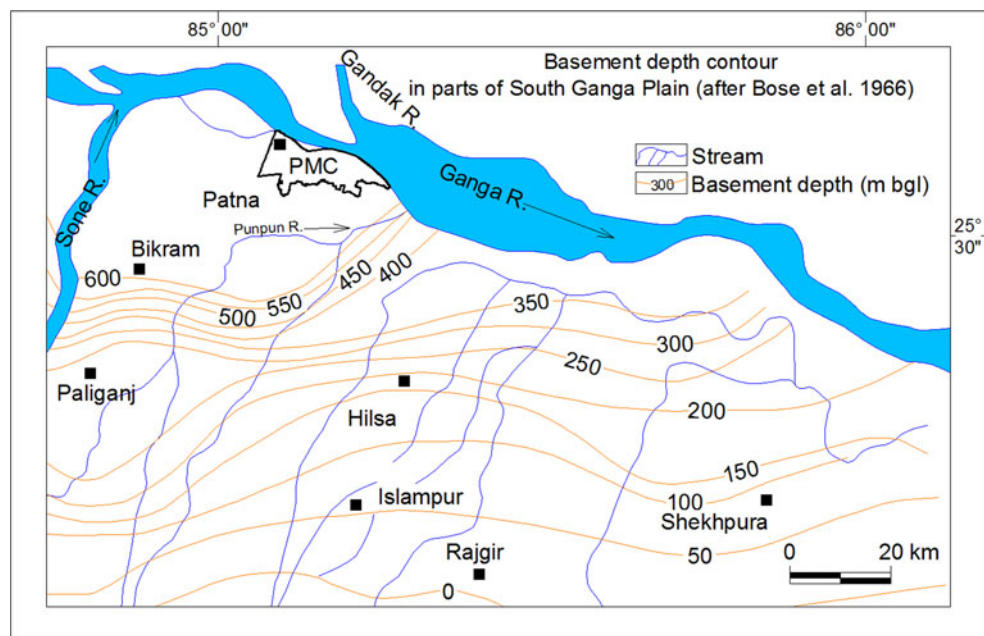 85° 00"
86° 00"
Basement depth contour
in parts of South Ganga Plain (after Bose et al. 1966)
Gandak R.
Stream
300
Basement depth (m bgl)
PMC
Patna
Ganga R.
Sone R.
Punpun R.
25
30"
Bikram
600
500
550
450
400
350
300
250
200
Paliganj
Hilsa
150
100
Islampur
Shekhpura
50
Rajgir
0
0
20 km